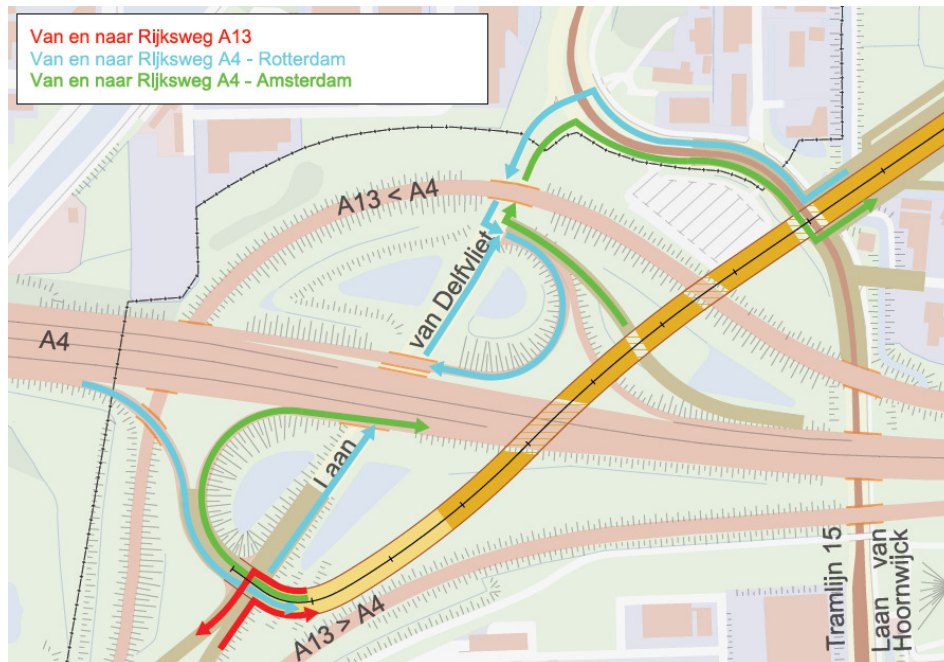 Van en naar Rijksweg A13
Van en naar RIjksweg A4 - Rotterdam
Van en naar RIjksweg A4 - Amsterdam
A13 < A4
van Delfvliet
A4
Laan
A13 > A4
Tramlijn 15
Laan van
Hoornwijck